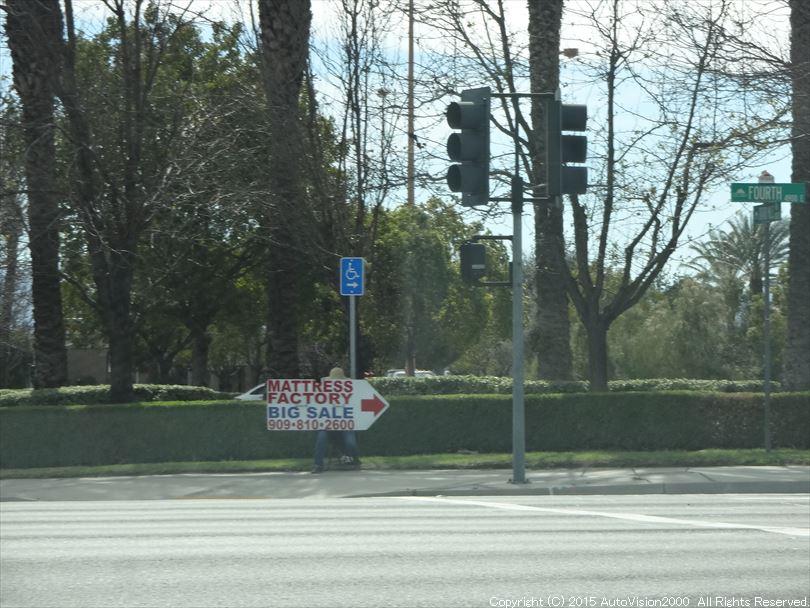 FOURTH
MATTRESS
FACTORY
BIG SALE
909•810•2600
Copyright (C) 2015 AutoVision2000 All Rights Reserved